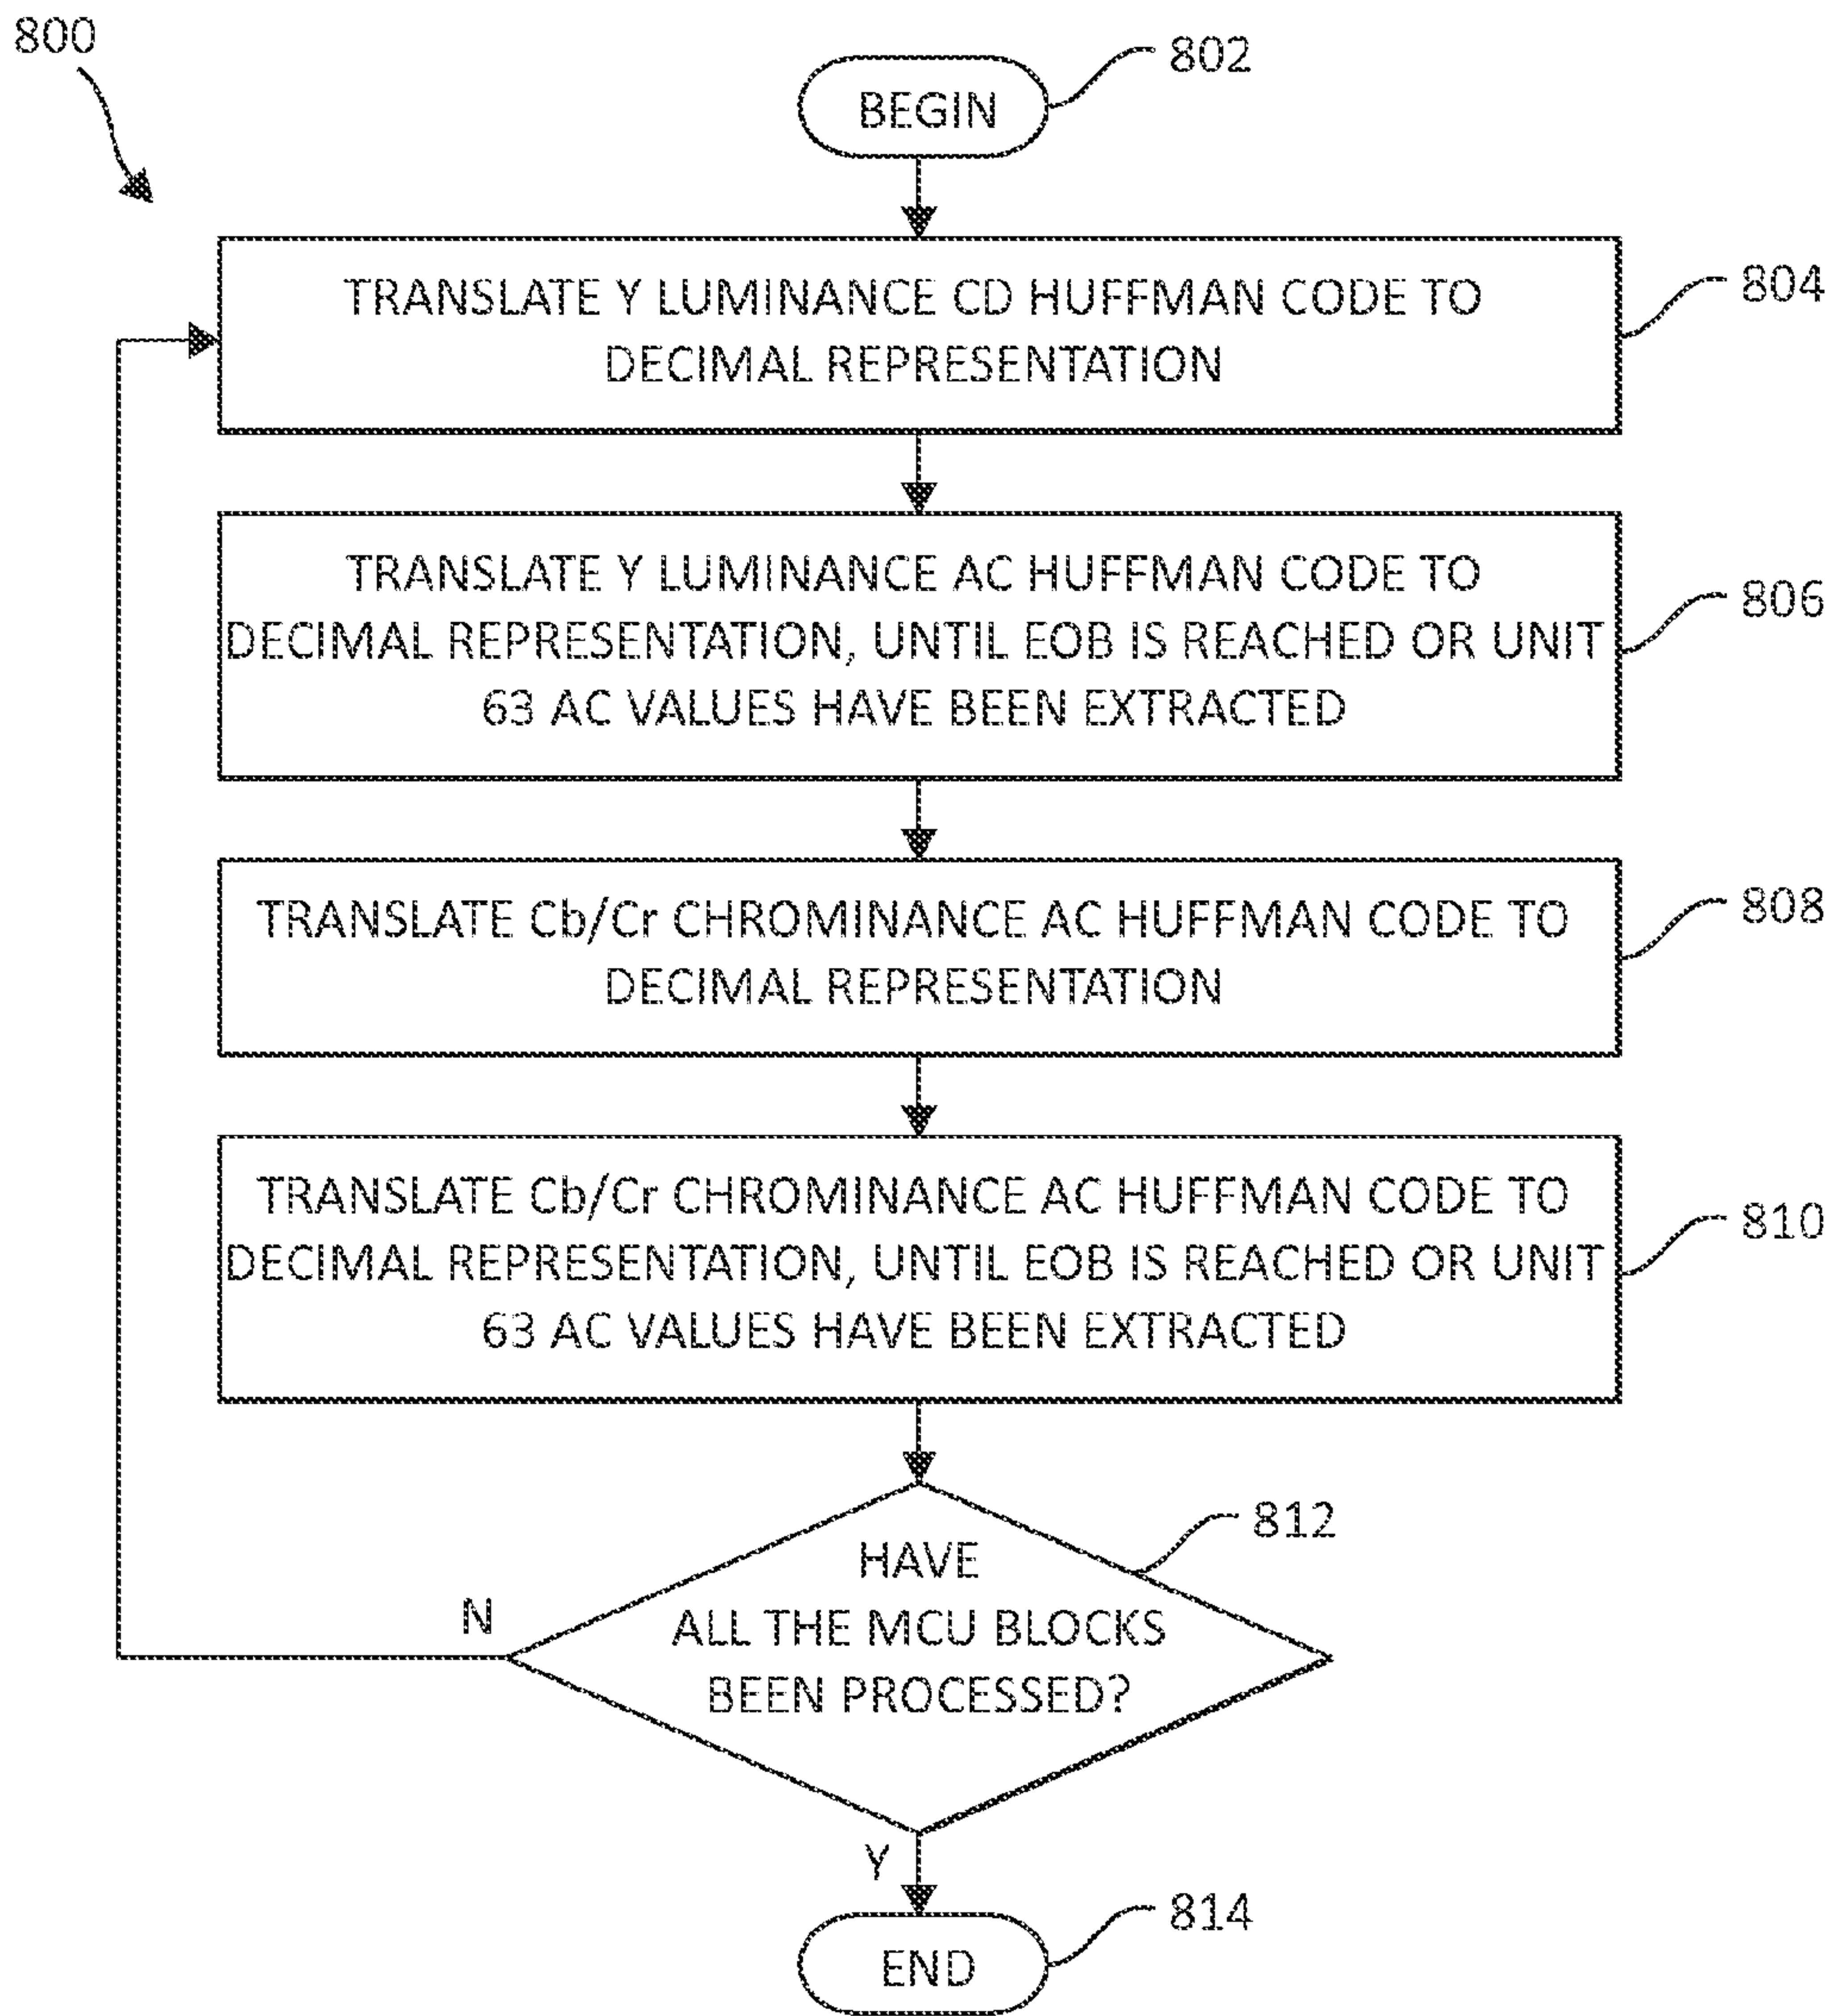 800
802
BEGIN
TRANSLATE Y LUMINANCE CD HUFFMAN CODE TO
DECIMAL REPRESENTATION
804
TRANSLATE Y LUMINANCE AC HUFFMAN CODE TO
DECIMAL REPRESENTATION, UNTIL EOB IS REACHED OR UNIT
63 AC VALUES HAVE BEEN EXTRACTED
806
TRANSLATE Cb/Cr CHROMINANCE AC HUFFMAN CODE TO
DECIMAL REPRESENTATION
808
TRANSLATE Cb/Cr CHROMINANCE AC HUFFMAN CODE TO
DECIMAL REPRESENTATION, UNTIL EOB IS REACHED OR UNIT
63 AC VALUES HAVE BEEN EXTRACTED
810
812
HAVE
ALL THE MCU BLOCKS
BEEN PROCESSED?
N
Y
814
END